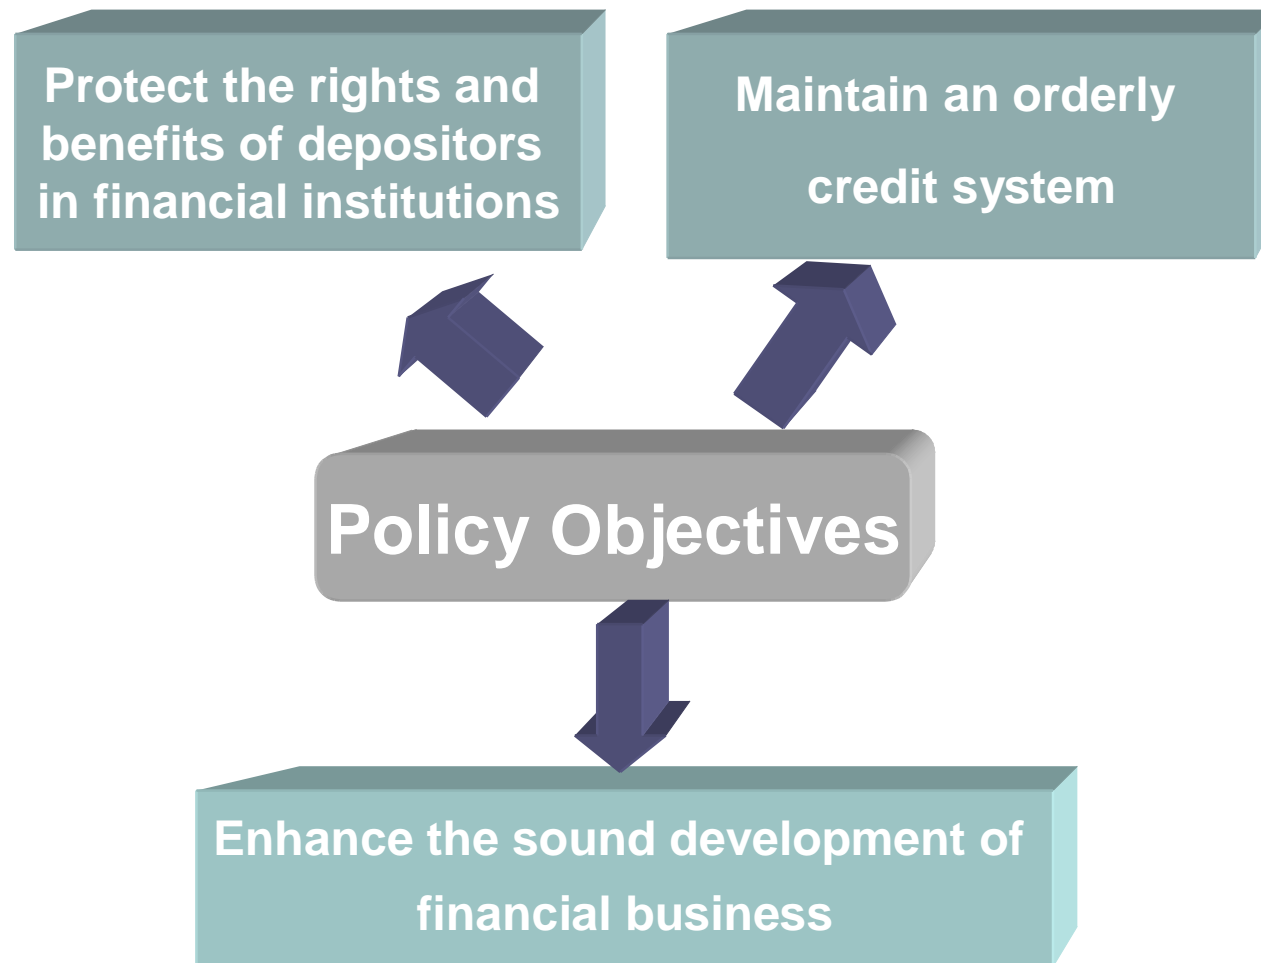 Protect the rights and
benefits of depositors
in financial institutions
Maintain an orderly
credit system
Policy Objectives
Enhance the sound development of
financial business